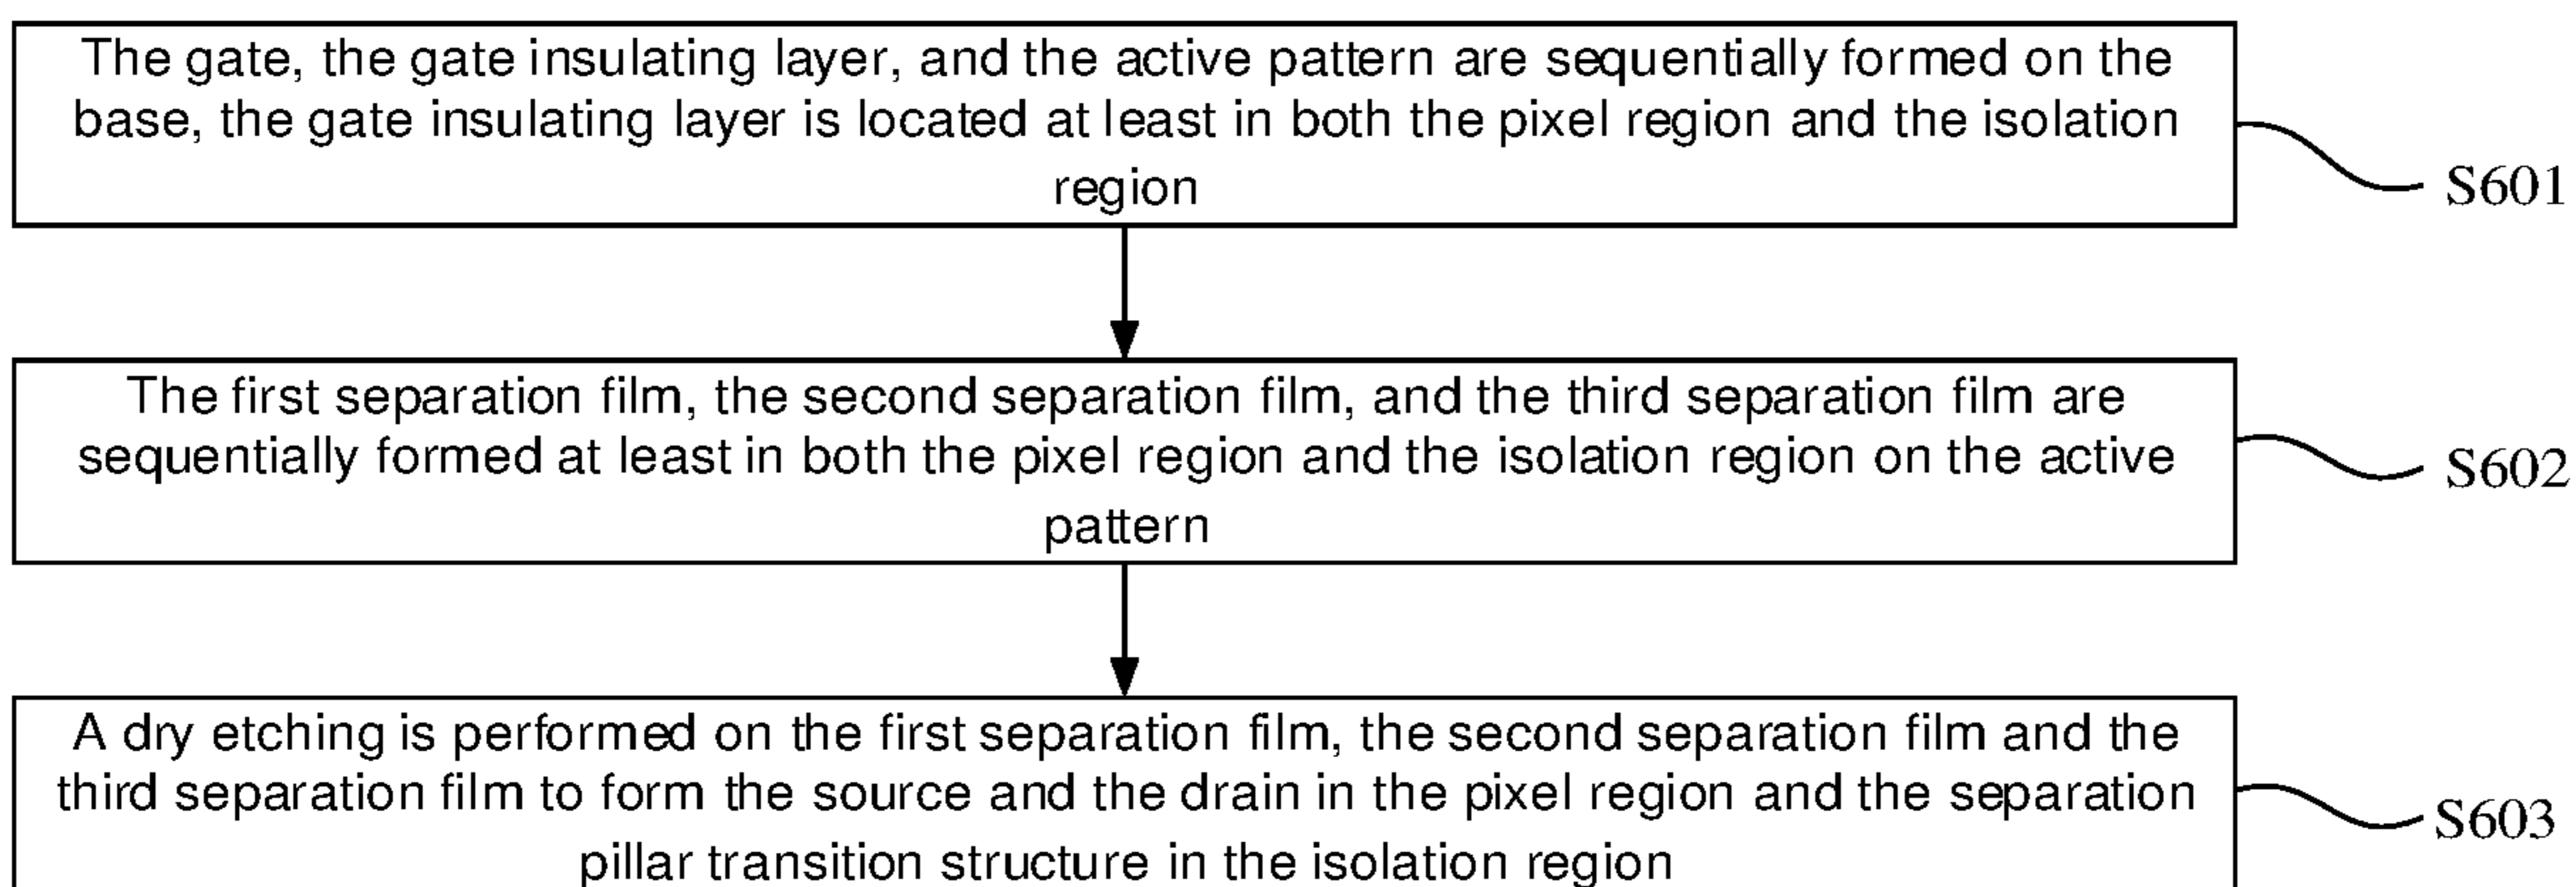 The gate, the gate insulating layer, and the active pattern are sequentially formed on the
base, the gate insulating layer is located at least in both the pixel region and the isolation
region
S601
The first separation film, the second separation film, and the third separation film are
sequentially formed at least in both the pixel region and the isolation region on the active
pattern
S602
A dry etching is performed on the first separation film, the second separation film and the
third separation film to form the source and the drain in the pixel region and the separation
pillar transition structure in the isolation region
S603